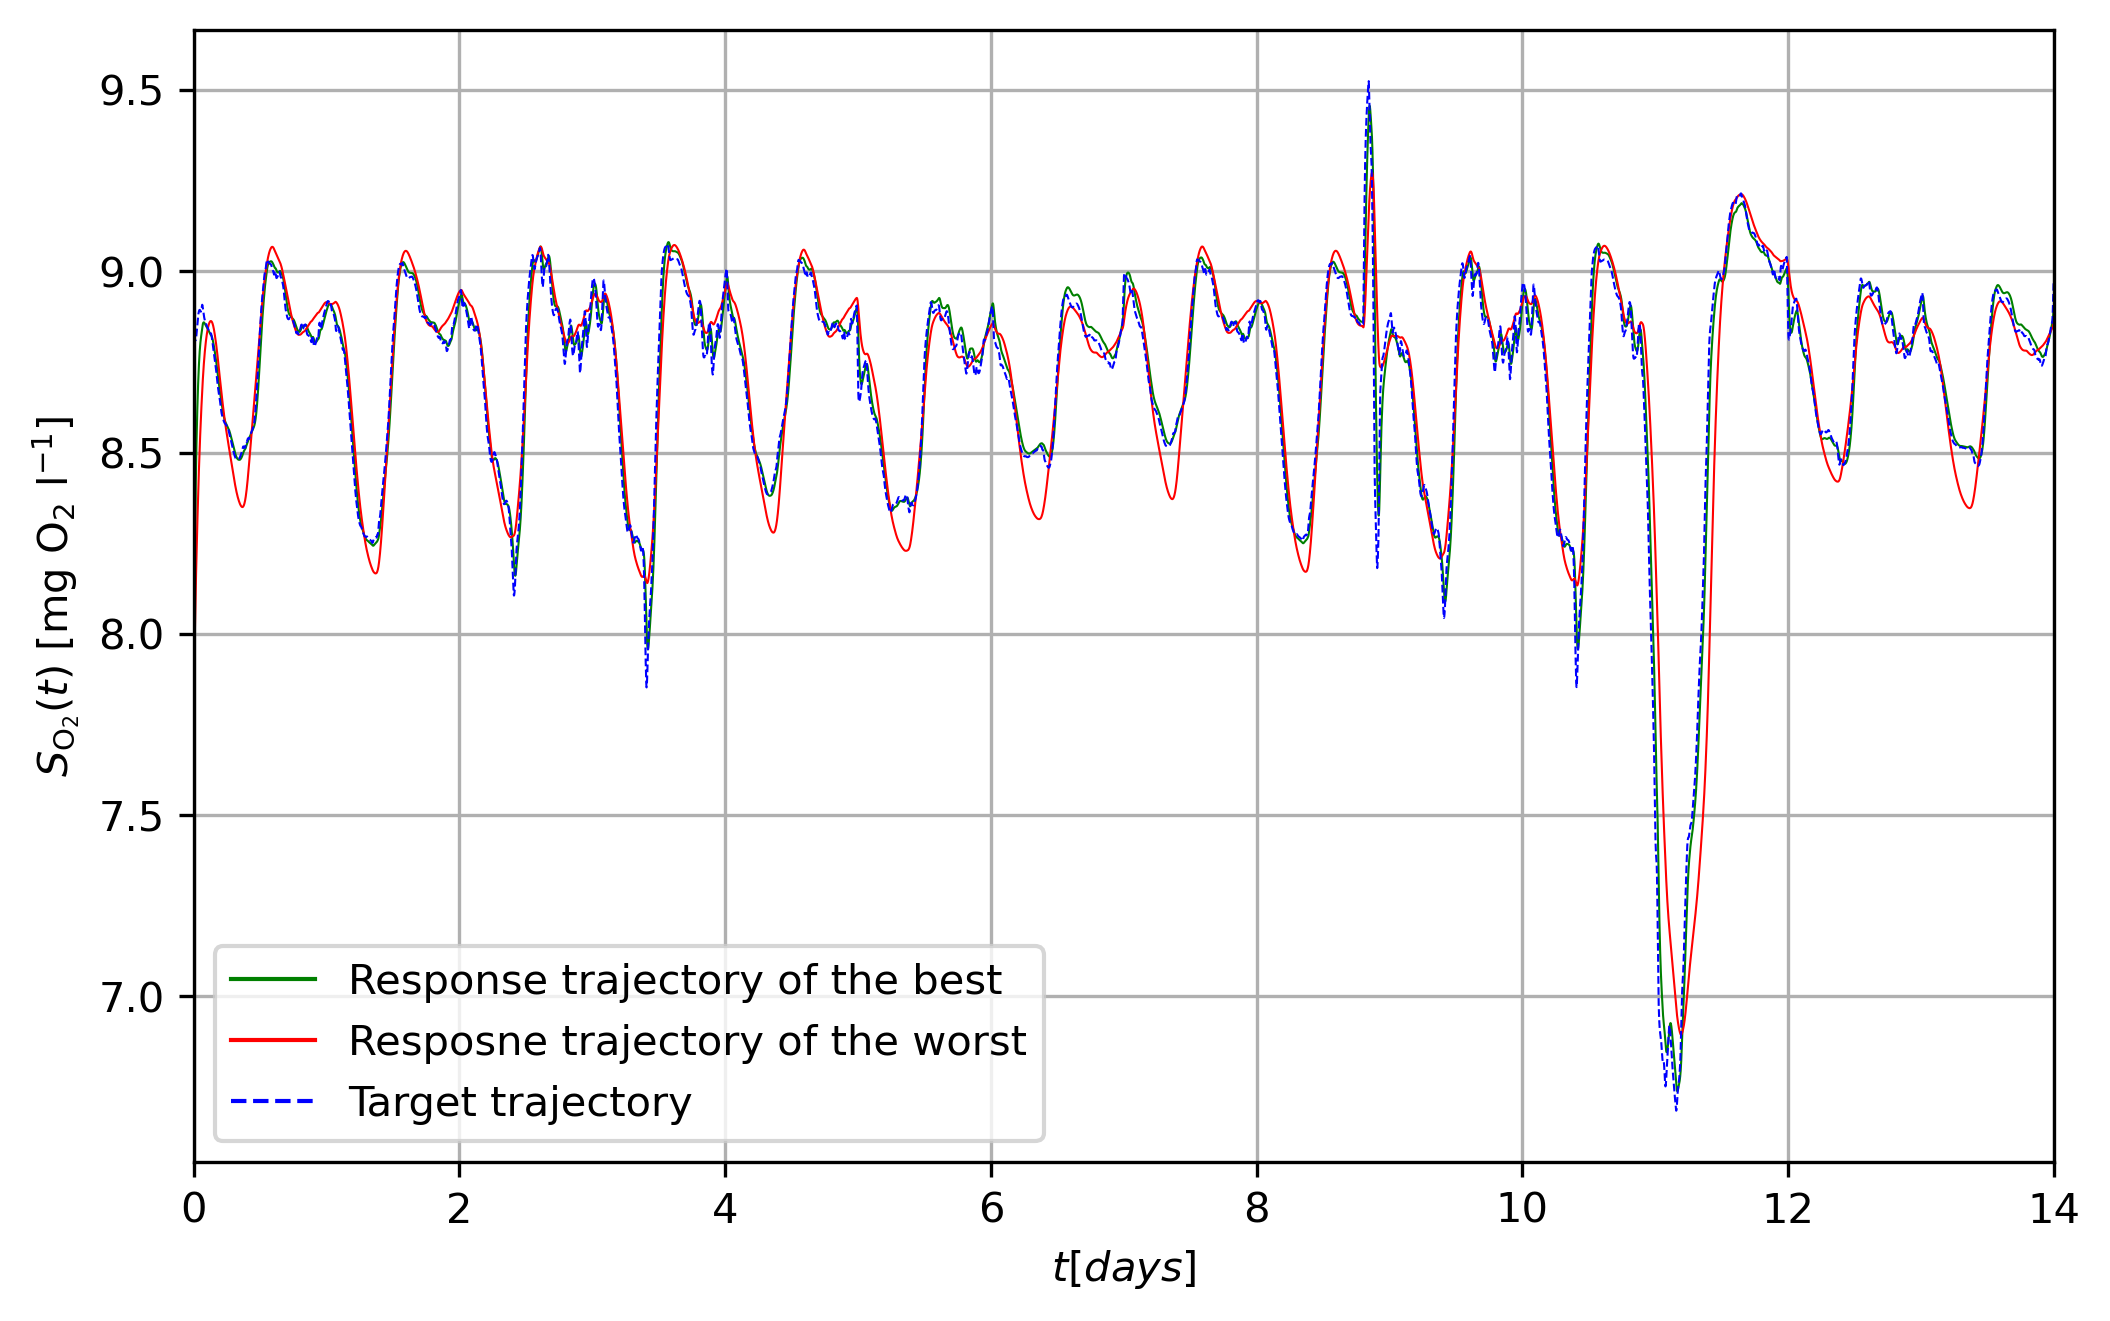 9.5
9.0
8.5
8.0
7.5
7.0
S_{O_2}(t) [mg O_2 l^{-1}]
Response trajectory of the best
Resposne trajectory of the worst
Target trajectory
0 2 4 6 8 10 12 14
t[days]